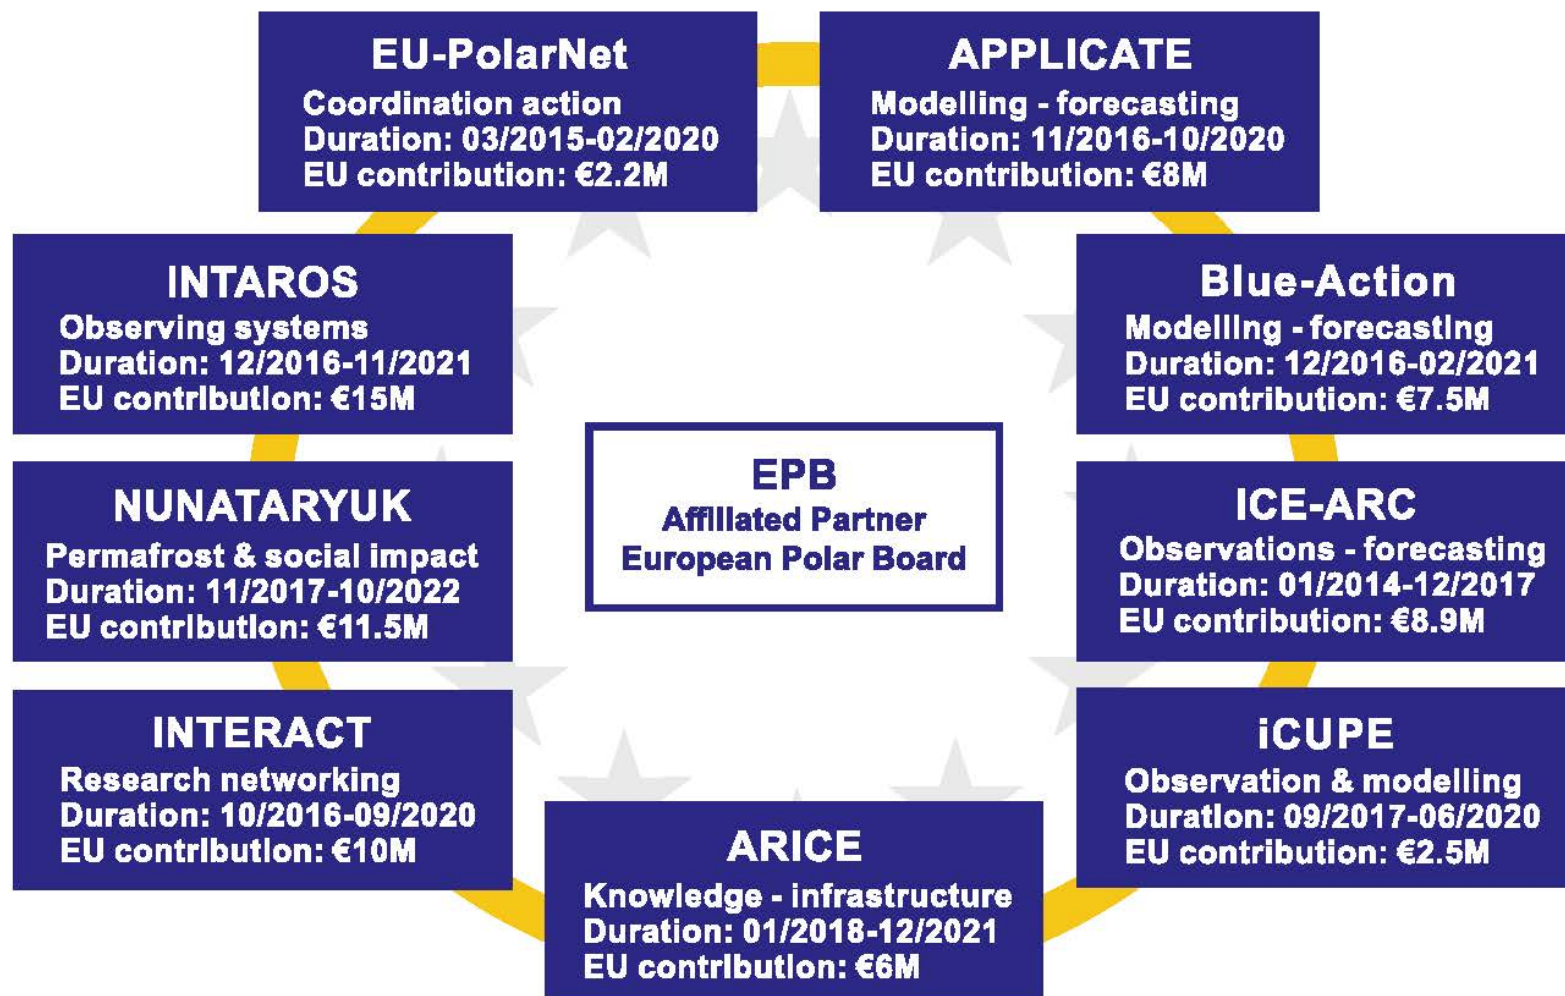 EU-PolarNet
Coordination action
Duration: 03/2015-02/2020
EU contribution: €2.2M
APPLICATE
Modelling - forecasting
Duration: 11/2016-10/2020
EU contribution: €8M
INTAROS
Observing systems
Duration: 12/2016-11/2021
EU contribution: €15M
Blue-Action
Modelling - forecasting
Duration: 12/2016-02/2021
EU contribution: €7.5M
EPB
Affiliated Partner
European Polar Board
NUNATARYUK
Permafrost & social impact
Duration: 11/2017-10/2022
EU contribution: €11.5M
ICE-ARC
Observations - forecasting
Duration: 01/2014-12/2017
EU contribution: €8.9M
INTERACT
Research networking
Duration: 10/2016-09/2020
EU contribution: €10M
iCUPE
Observation & modelling
Duration: 09/2017-06/2020
EU contribution: €2.5M
ARICE
Knowledge - infrastructure
Duration: 01/2018-12/2021
EU contribution: €6M